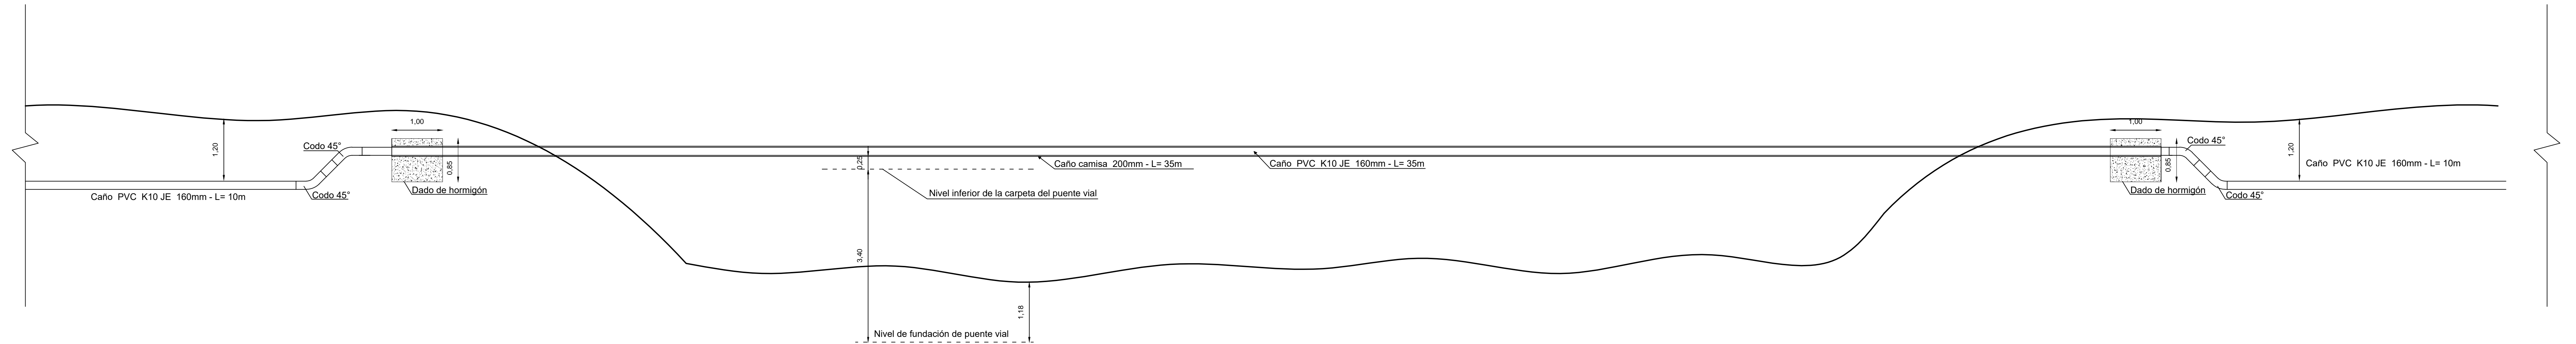 1,20
Caño PVC K10 JE 160mm - L= 10m
Codo 45°
Codo 45°
1,00
0,85
Dado de hormigón
0,25
3,40
Nivel inferior de la carpeta del puente vial
Nivel de fundación de puente vial
1,18
Caño camisa 200mm - L= 35m
Caño PVC K10 JE 160mm - L= 35m
1,00
0,85
Dado de hormigón
Codo 45°
Codo 45°
1,20
Caño PVC K10 JE 160mm - L= 10m